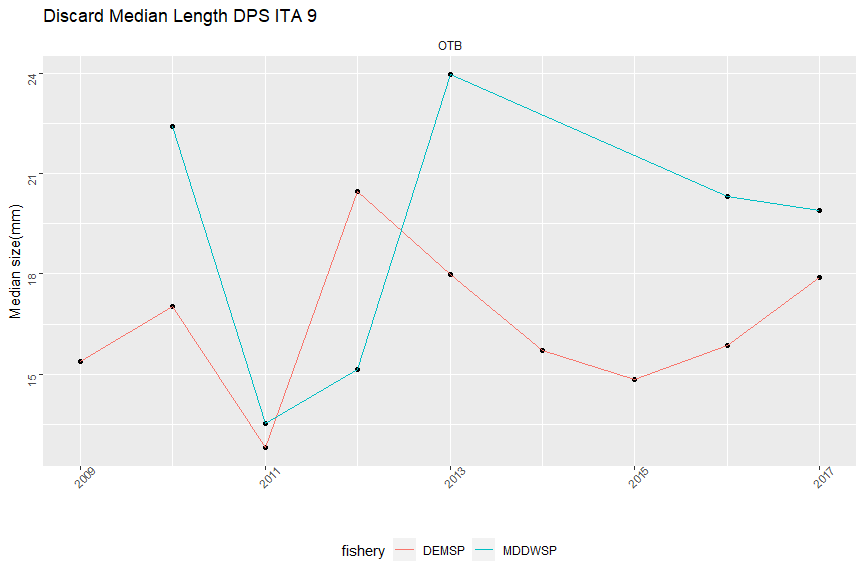 Discard Median Length DPS ITA 9
OTB
24
21
18
15
Median size(mm)
2009
2011
2013
2015
2017
fishery
DEMSP
MDDWSP